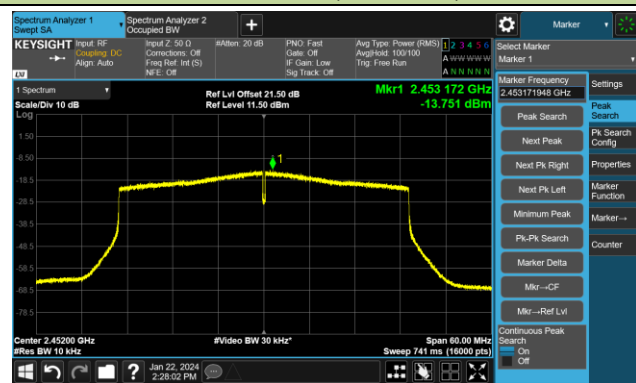 Spectrum Analyzer 1
Swept SA
Spectrum Analyzer 2
Occupied BW
Marker
KEYSIGHT
Input: RF
Coupling: DC
Align: Auto
Input Z: 50 Ω
Corrections: Off
Freq Ref: Int (S)
NFE: Off
#Atten: 20 dB
PNO: Fast
Gate: Off
IF Gain: Low
Sig Track: Off
Avg Type: Power (RMS)
Avg|Hold: 100/100
Trig: Free Run
1 2 3 4 5 6
A W W W W W
A N N N N N
LXI
Select Marker
Marker 1
Marker Frequency
2.453171948 GHz
Settings
Peak Search
Next Peak
Next Pk Right
Next Pk Left
Minimum Peak
Pk-Pk Search
Marker Delta
Mkr→CF
Mkr→Ref Lvl
Continuous Peak
Search
On
Off
Peak
Search
Pk Search
Config
Properties
Marker
Function
Marker→
Counter
1 Spectrum
Scale/Div 10 dB
Log
Ref Lvl Offset 21.50 dB
Ref Level 11.50 dBm
Mkr1 2.453 172 GHz
-13.751 dBm
1
1.50
-8.50
-18.5
-28.5
-38.5
-48.5
-58.5
-68.5
-78.5
Center 2.45200 GHz
#Res BW 10 kHz
#Video BW 30 kHz*
Span 60.00 MHz
Sweep 741 ms (16000 pts)
Jan 22, 2024
2:28:02 PM